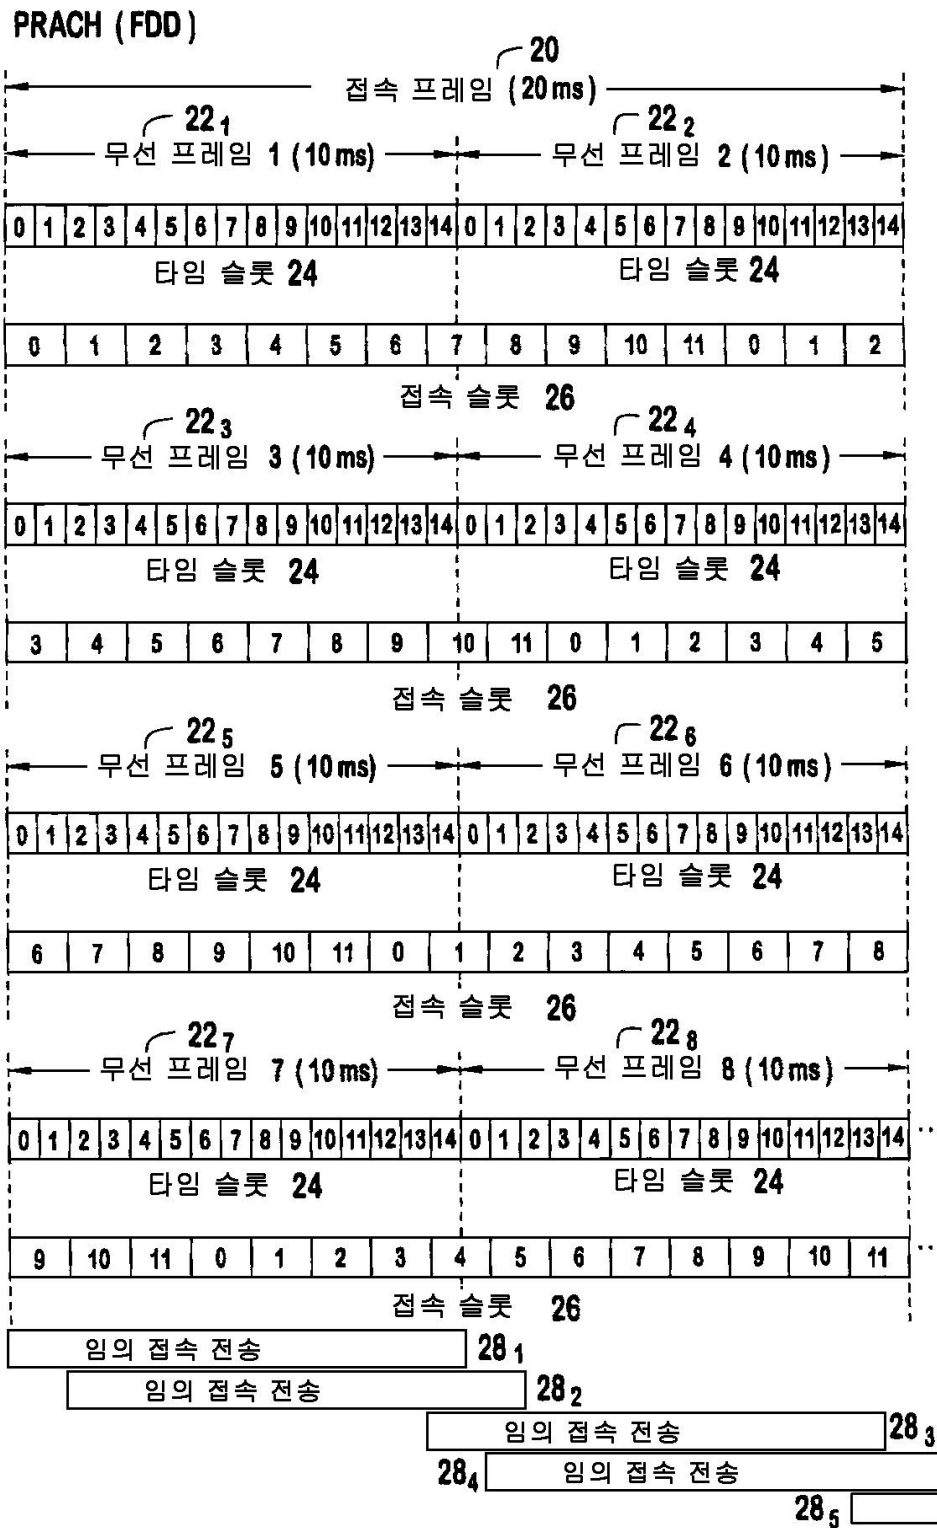 PRACH (FDD)
20
접속 프레임 (20 ms)
22 1 22 2
무선 프레임 1 (10 ms) 무선 프레임 2 (10 ms)
0 1 2 3 4 5 6 7 8 9 10 11 12 13 14 0 1 2 3 4 5 6 7 8 9 10 11 12 13 14
타임 슬롯 24 타임 슬롯 24
0 1 2 3 4 5 6 7 8 9 10 11 0 1 2
접속 슬롯 26
22 3 22 4
무선 프레임 3 (10 ms) 무선 프레임 4 (10 ms)
0 1 2 3 4 5 6 7 8 9 10 11 12 13 14 0 1 2 3 4 5 6 7 8 9 10 11 12 13 14
타임 슬롯 24 타임 슬롯 24
3 4 5 6 7 8 9 10 11 0 1 2 3 4 5
접속 슬롯 26
22 5 22 6
무선 프레임 5 (10 ms) 무선 프레임 6 (10 ms)
0 1 2 3 4 5 6 7 8 9 10 11 12 13 14 0 1 2 3 4 5 6 7 8 9 10 11 12 13 14
타임 슬롯 24 타임 슬롯 24
6 7 8 9 10 11 0 1 2 3 4 5 6 7 8
접속 슬롯 26
22 7 22 8
무선 프레임 7 (10 ms) 무선 프레임 8 (10 ms)
0 1 2 3 4 5 6 7 8 9 10 11 12 13 14 0 1 2 3 4 5 6 7 8 9 10 11 12 13 14 ..
타임 슬롯 24 타임 슬롯 24
9 10 11 0 1 2 3 4 5 6 7 8 9 10 11 ..
접속 슬롯 26
임의 접속 전송 28 1
임의 접속 전송 28 2
임의 접속 전송 28 3
28 4 임의 접속 전송
28 5